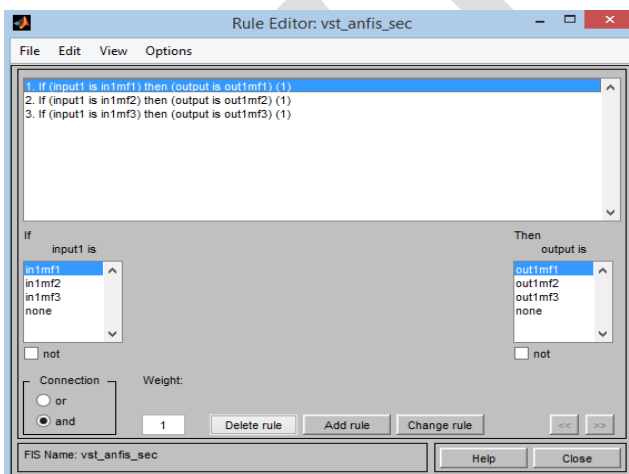 Rule Editor: vst_anfis_sec
File Edit View Options
1. If (input1 is in1mf1) then (output is out1mf1) (1)
2. If (input1 is in1mf2) then (output is out1mf2) (1)
3. If (input1 is in1mf3) then (output is out1mf3) (1)
If
input1 is
in1mf1
in1mf2
in1mf3
none
not
Then
output is
out1mf1
out1mf2
out1mf3
none
not
Connection
or
and
Weight:
1
Delete rule Add rule Change rule << >>
FIS Name: vst_anfis_sec
Help Close